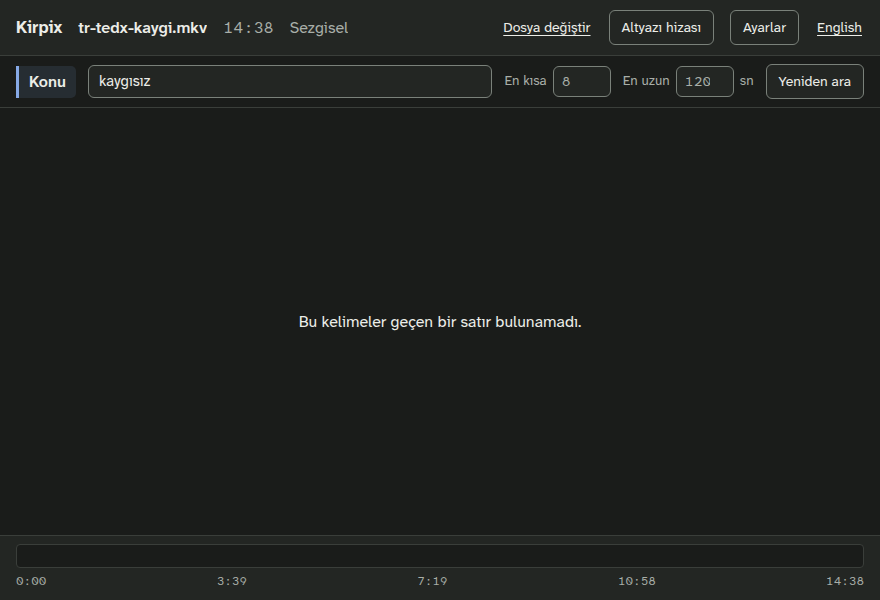 Kirpix tr-tedx-kaygi.mkv 14:38 Sezgisel Dosya değiştir Altyazı hizası Ayarlar English
Konu kaygısız En kısa 8 En uzun 120 sn Yeniden ara
Bu kelimeler geçen bir satır bulunamadı.
0:00 3:39 7:19 10:58 14:38